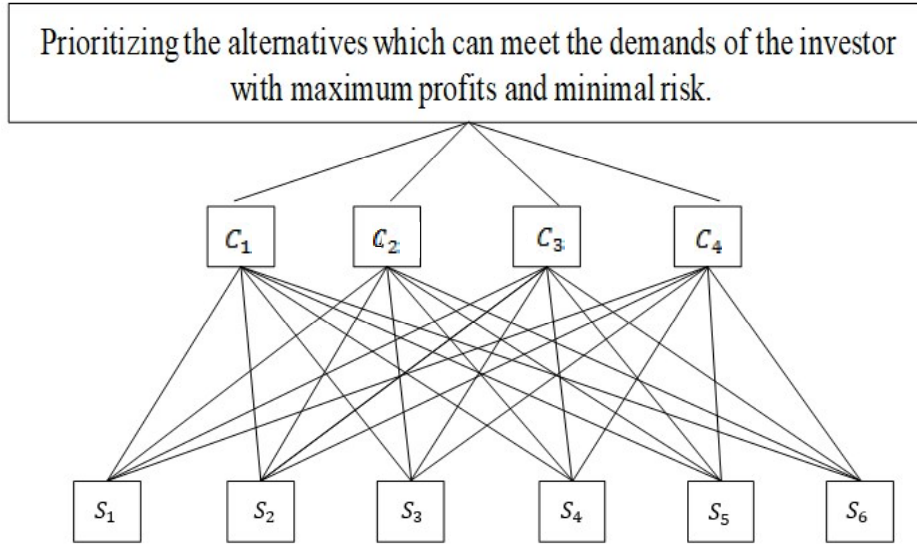 Prioritizing the alternatives which can meet the demands of the investor
with maximum profits and minimal risk.
C₁ C₂ C₃ C₄
S₁ S₂ S₃ S₄ S₅ S₆